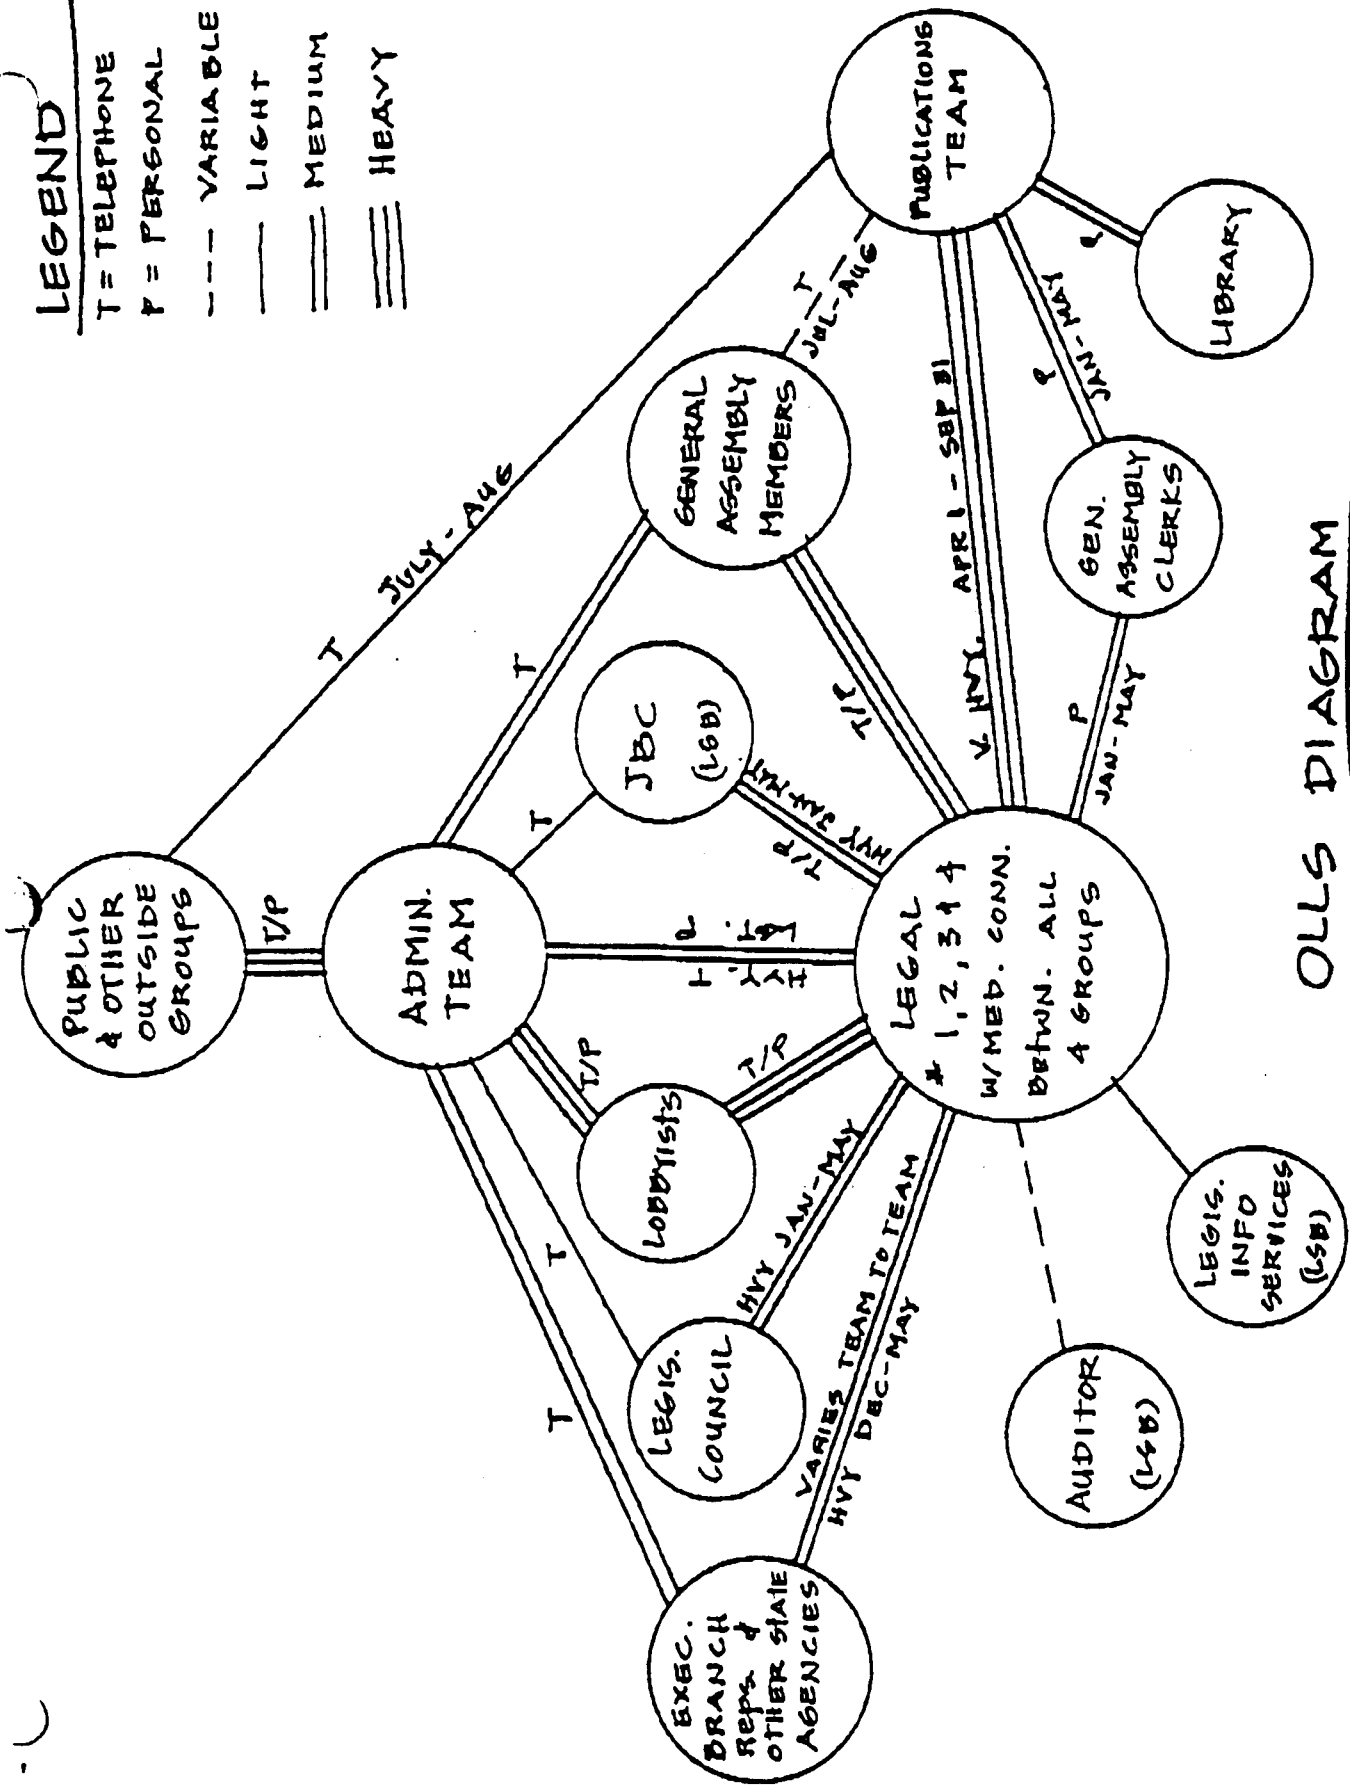 LEGEND
T = TELEPHONE
P = PERSONAL
--- VARIABLE
LIGHT
MEDIUM
HEAVY
PUBLIC
& OTHER
OUTSIDE
GROUPS
T/P
T
JULY - AUG
ADMIN.
TEAM
T
T
T
T
T/P
GENERAL
ASSEMBLY
MEMBERS
T
JUL - AUG
PUBLICATIONS
TEAM
JBC
(LSB)
T/P
HVY JAN-MAY
T/P
V. HVY. APR 1 - SEP 31
P
JAN - MAY
P
LIBRARY
GEN.
ASSEMBLY
CLERKS
P
JAN - MAY
LOBBYISTS
T/P
LEGIS.
COUNCIL
HVY JAN - MAY
EXEC.
BRANCH
REPS &
OTHER STATE
AGENCIES
VARIES TEAM TO TEAM
HVY DEC-MAY
LEGAL
# 1, 2, 3 & 4
W/MED. CONN.
BETWN. ALL
4 GROUPS
AUDITOR
(LSB)
LEGIS.
INFO
SERVICES
(LSB)
OLLS DIAGRAM